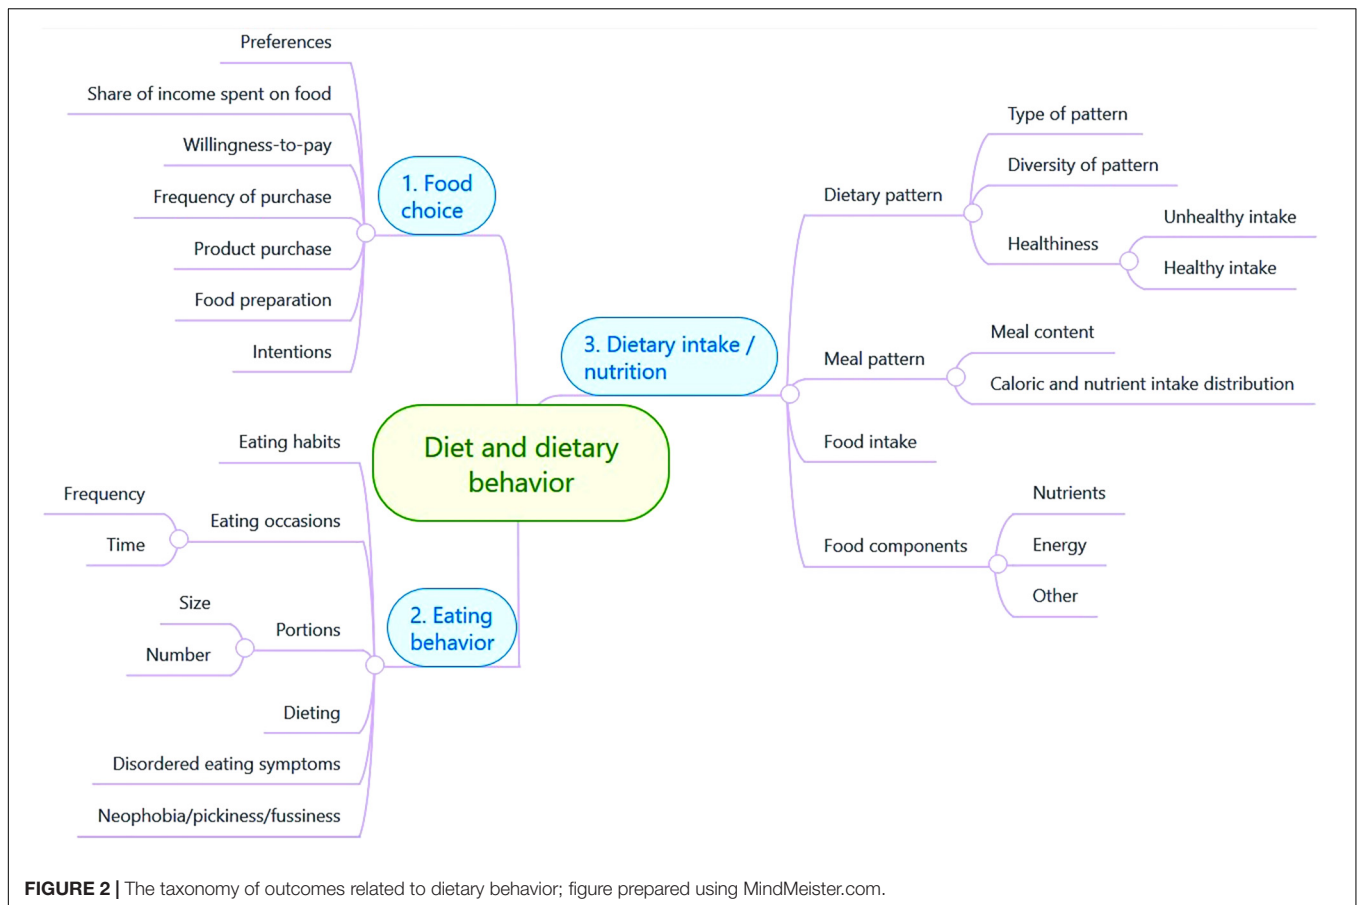 Preferences
Share of income spent on food
Willingness-to-pay
Frequency of purchase
Product purchase
Food preparation
Intentions
1. Food
choice
Eating habits
Eating occasions
Frequency
Time
Portions
Size
Number
Dieting
Disordered eating symptoms
Neophobia/pickiness/fussiness
2. Eating
behavior
Diet and dietary
behavior
3. Dietary intake /
nutrition
Dietary pattern
Type of pattern
Diversity of pattern
Healthiness
Unhealthy intake
Healthy intake
Meal pattern
Meal content
Caloric and nutrient intake distribution
Food intake
Food components
Nutrients
Energy
Other
FIGURE 2 | The taxonomy of outcomes related to dietary behavior; figure prepared using MindMeister.com.